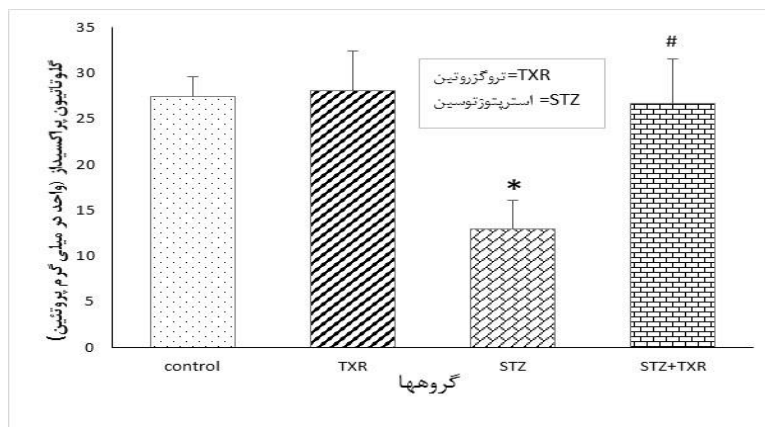 35
30
25
20
15
10
5
0
گلوتاتیون پراکسیداز (واحد در میلی گرم پروتئین)
TXR=تروگزروتین
STZ= استرپتوزتوسین
*
#
control
TXR
STZ
STZ+TXR
گروهها